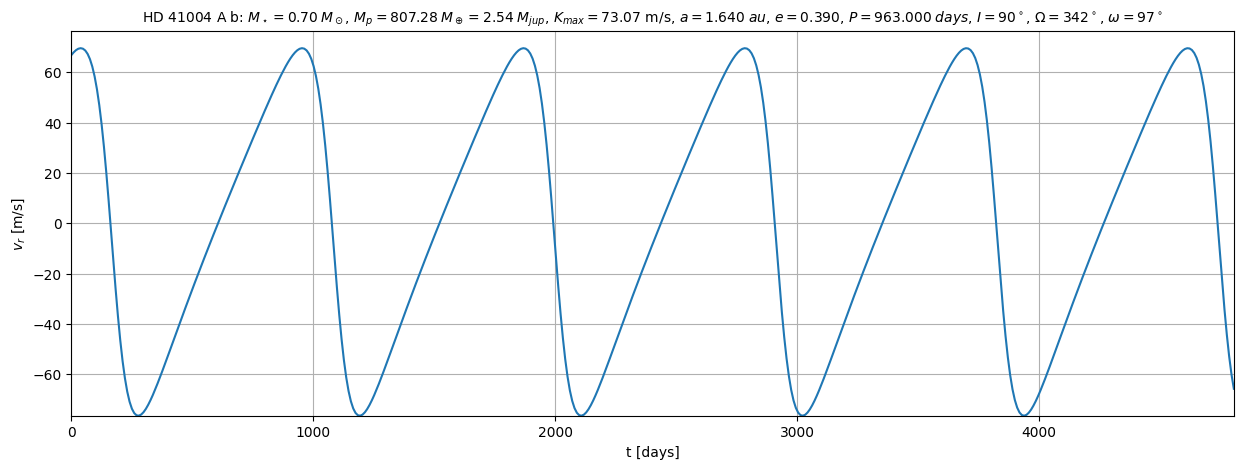 HD 41004 A b: M⋆ = 0.70 M⊙, Mp = 807.28 M⊕ = 2.54 Mjup, Kmax = 73.07 m/s, a = 1.640 au, e = 0.390, P = 963.000 days, I = 90°, Ω = 342°, ω = 97°
60
40
20
0
−20
−40
−60
vr [m/s]
0 1000 2000 3000 4000
t [days]